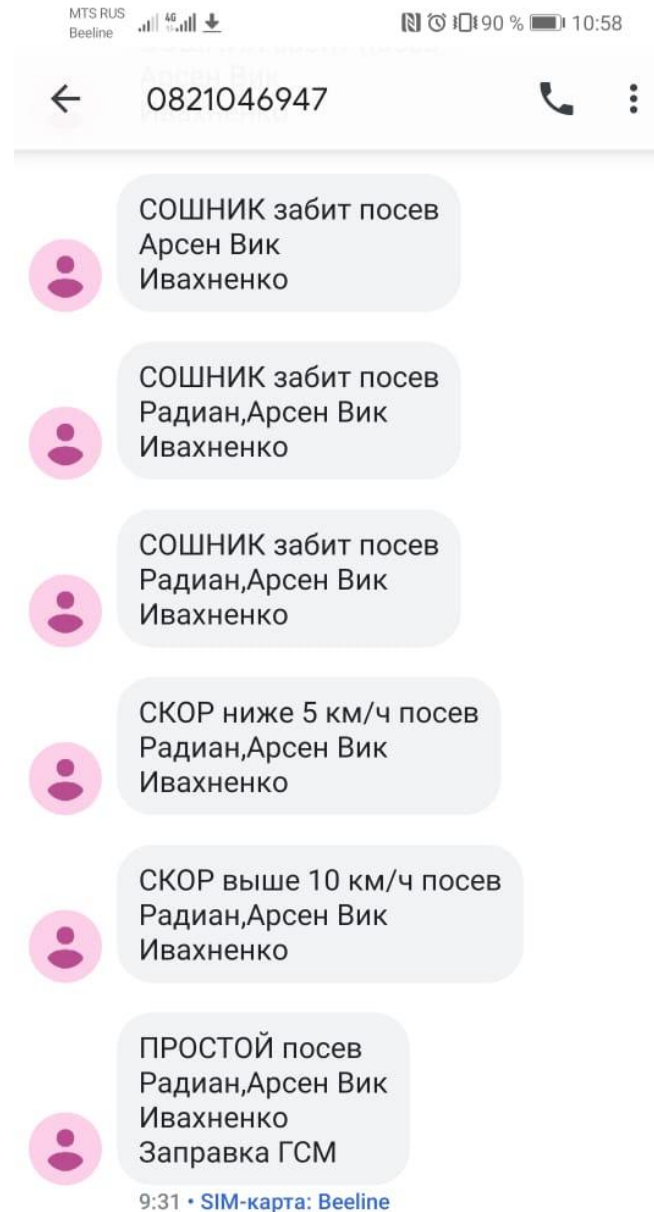 MTS RUS
Beeline
4G
90 %
10:58
0821046947
СОШНИК забит посев
Арсен Вик
Ивахненко
СОШНИК забит посев
Радиан,Арсен Вик
Ивахненко
СОШНИК забит посев
Радиан,Арсен Вик
Ивахненко
СКОР ниже 5 км/ч посев
Радиан,Арсен Вик
Ивахненко
СКОР выше 10 км/ч посев
Радиан,Арсен Вик
Ивахненко
ПРОСТОЙ посев
Радиан,Арсен Вик
Ивахненко
Заправка ГСМ
9:31 • SIM-карта: Beeline